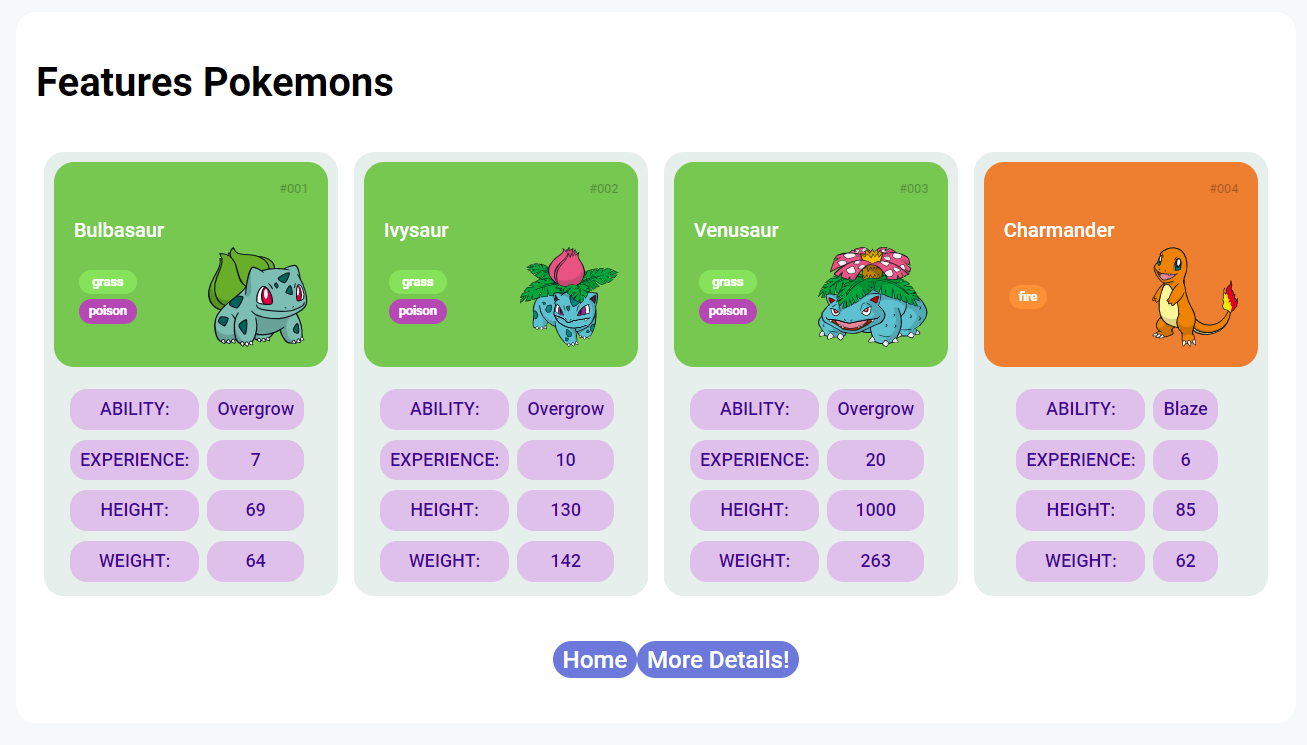 Features Pokemons
#001
Bulbasaur
grass
poison
ABILITY: Overgrow
EXPERIENCE: 7
HEIGHT: 69
WEIGHT: 64
#002
Ivysaur
grass
poison
ABILITY: Overgrow
EXPERIENCE: 10
HEIGHT: 130
WEIGHT: 142
#003
Venusaur
grass
poison
ABILITY: Overgrow
EXPERIENCE: 20
HEIGHT: 1000
WEIGHT: 263
#004
Charmander
fire
ABILITY: Blaze
EXPERIENCE: 6
HEIGHT: 85
WEIGHT: 62
Home More Details!